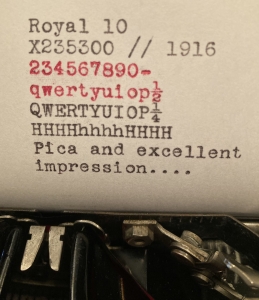 Royal 10
X235300 // 1916
234567890-
qwertyuiop½
QWERTYUIOP¼
HHHHhhhhHHHH
Pica and excellent
impression....